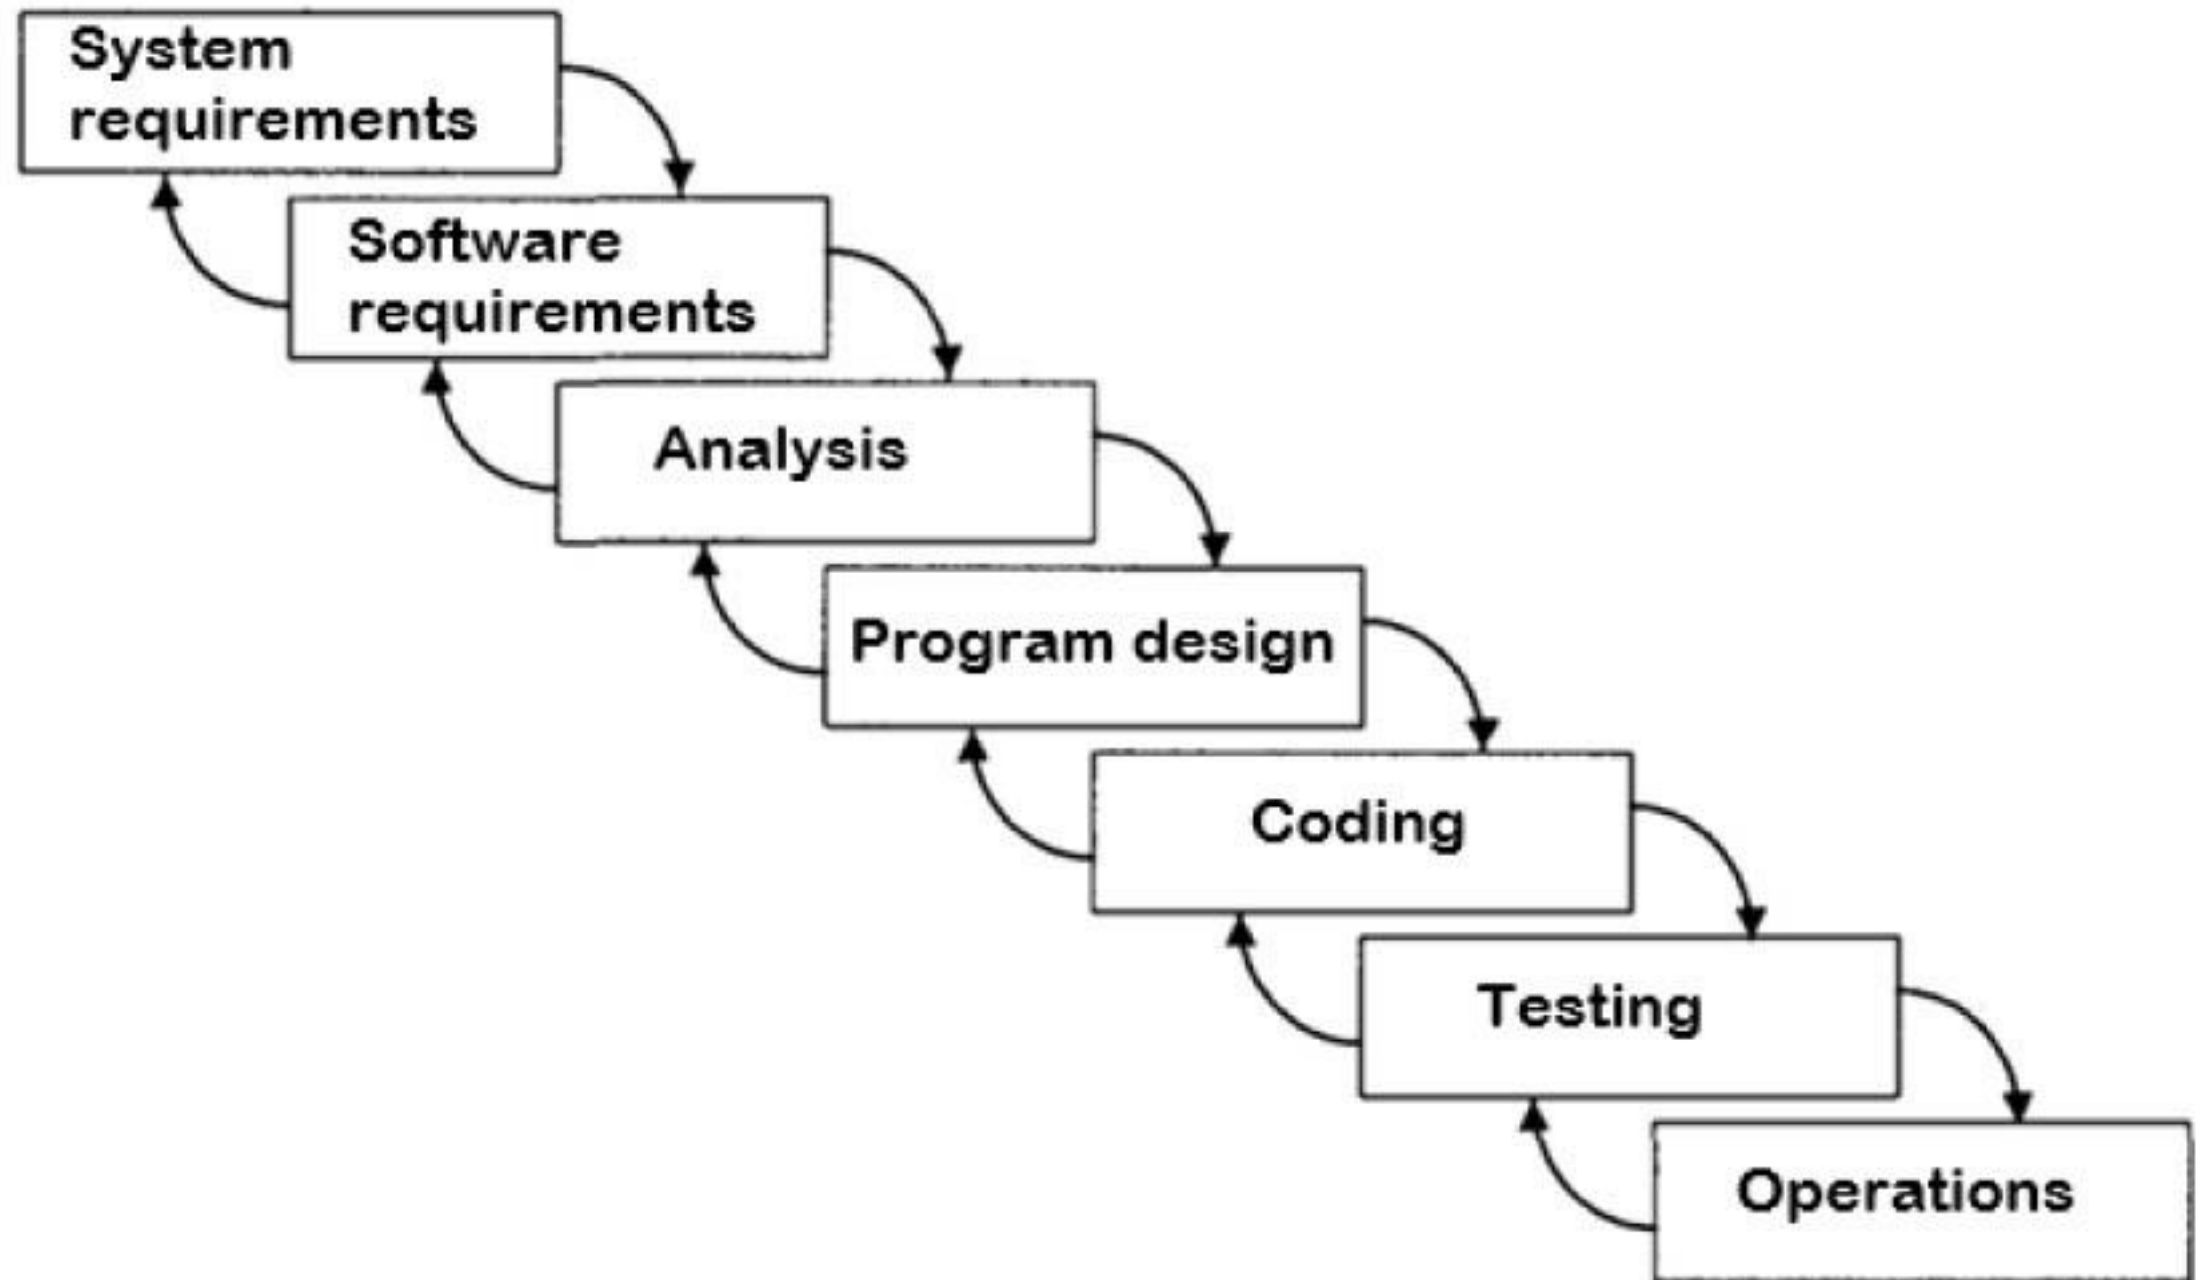 System
requirements
Software
requirements
Analysis
Program design
Coding
Testing
Operations